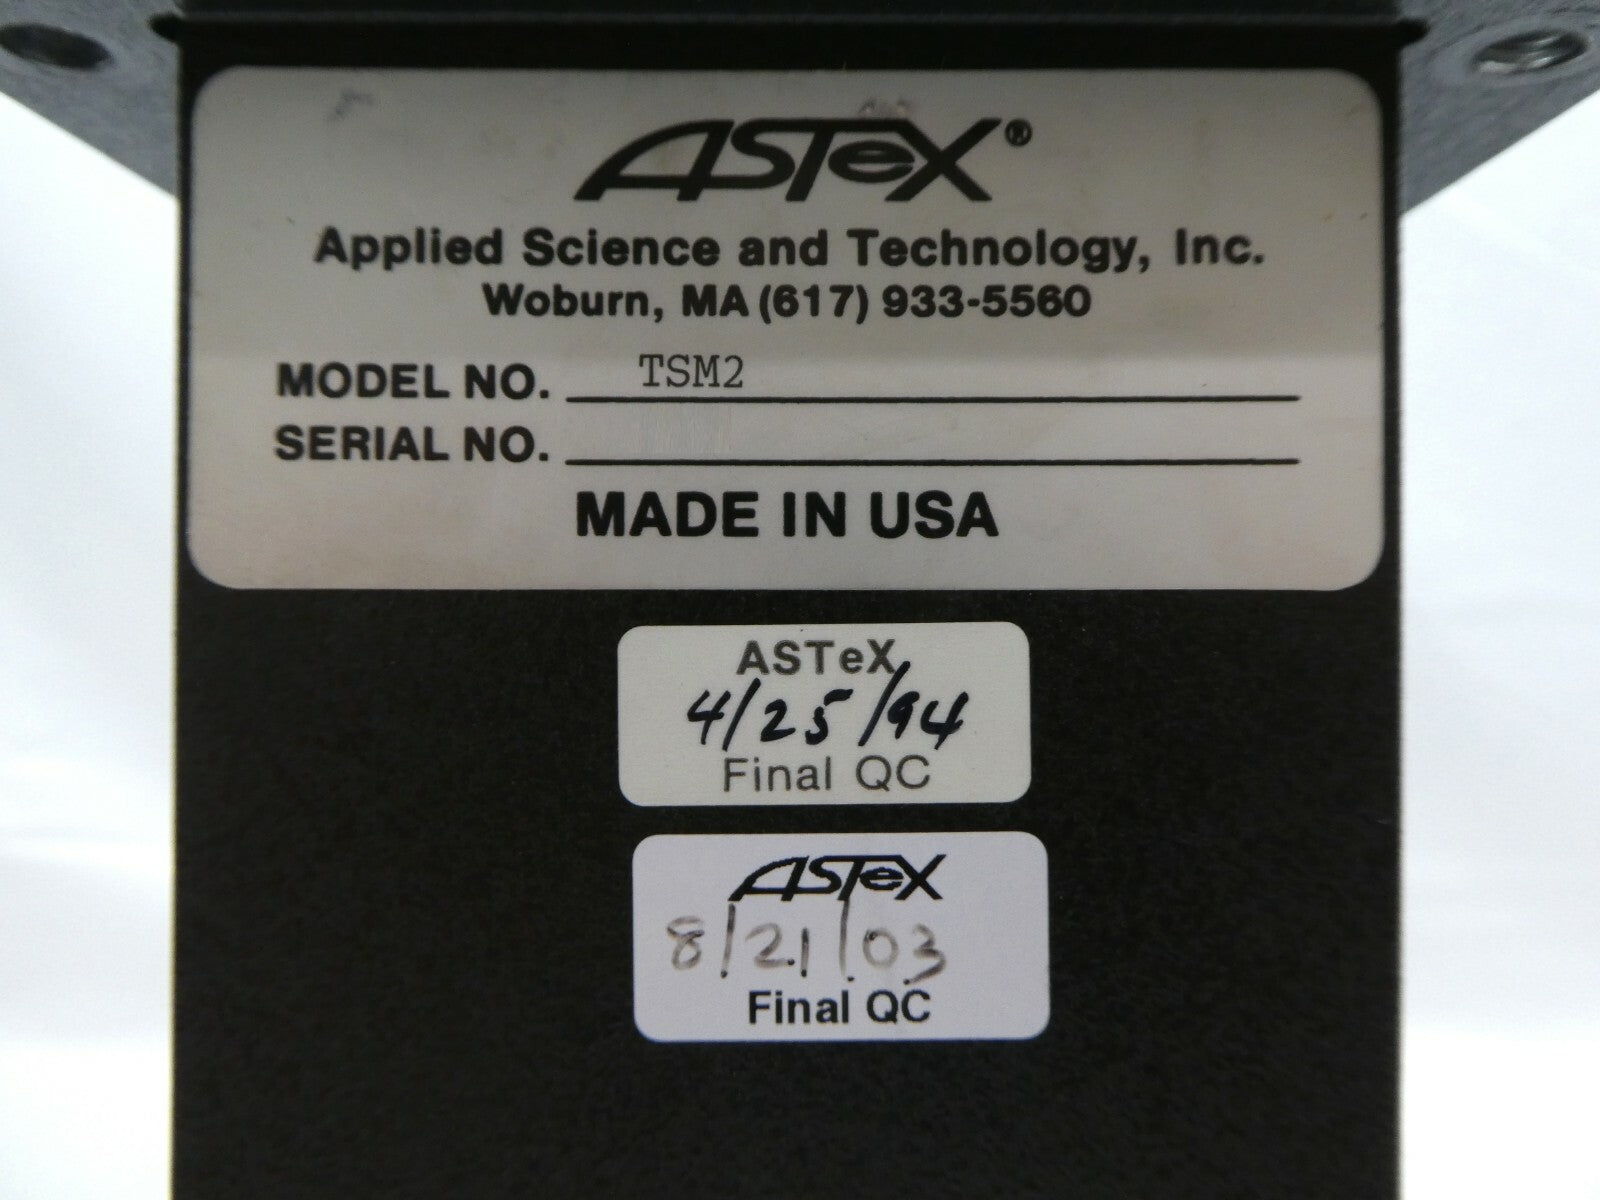 ASTeX®
Applied Science and Technology, Inc.
Woburn, MA (617) 933-5560
MODEL NO. TSM2
SERIAL NO.
MADE IN USA
ASTeX
4/25/94
Final QC
ASTeX
8/21/03
Final QC